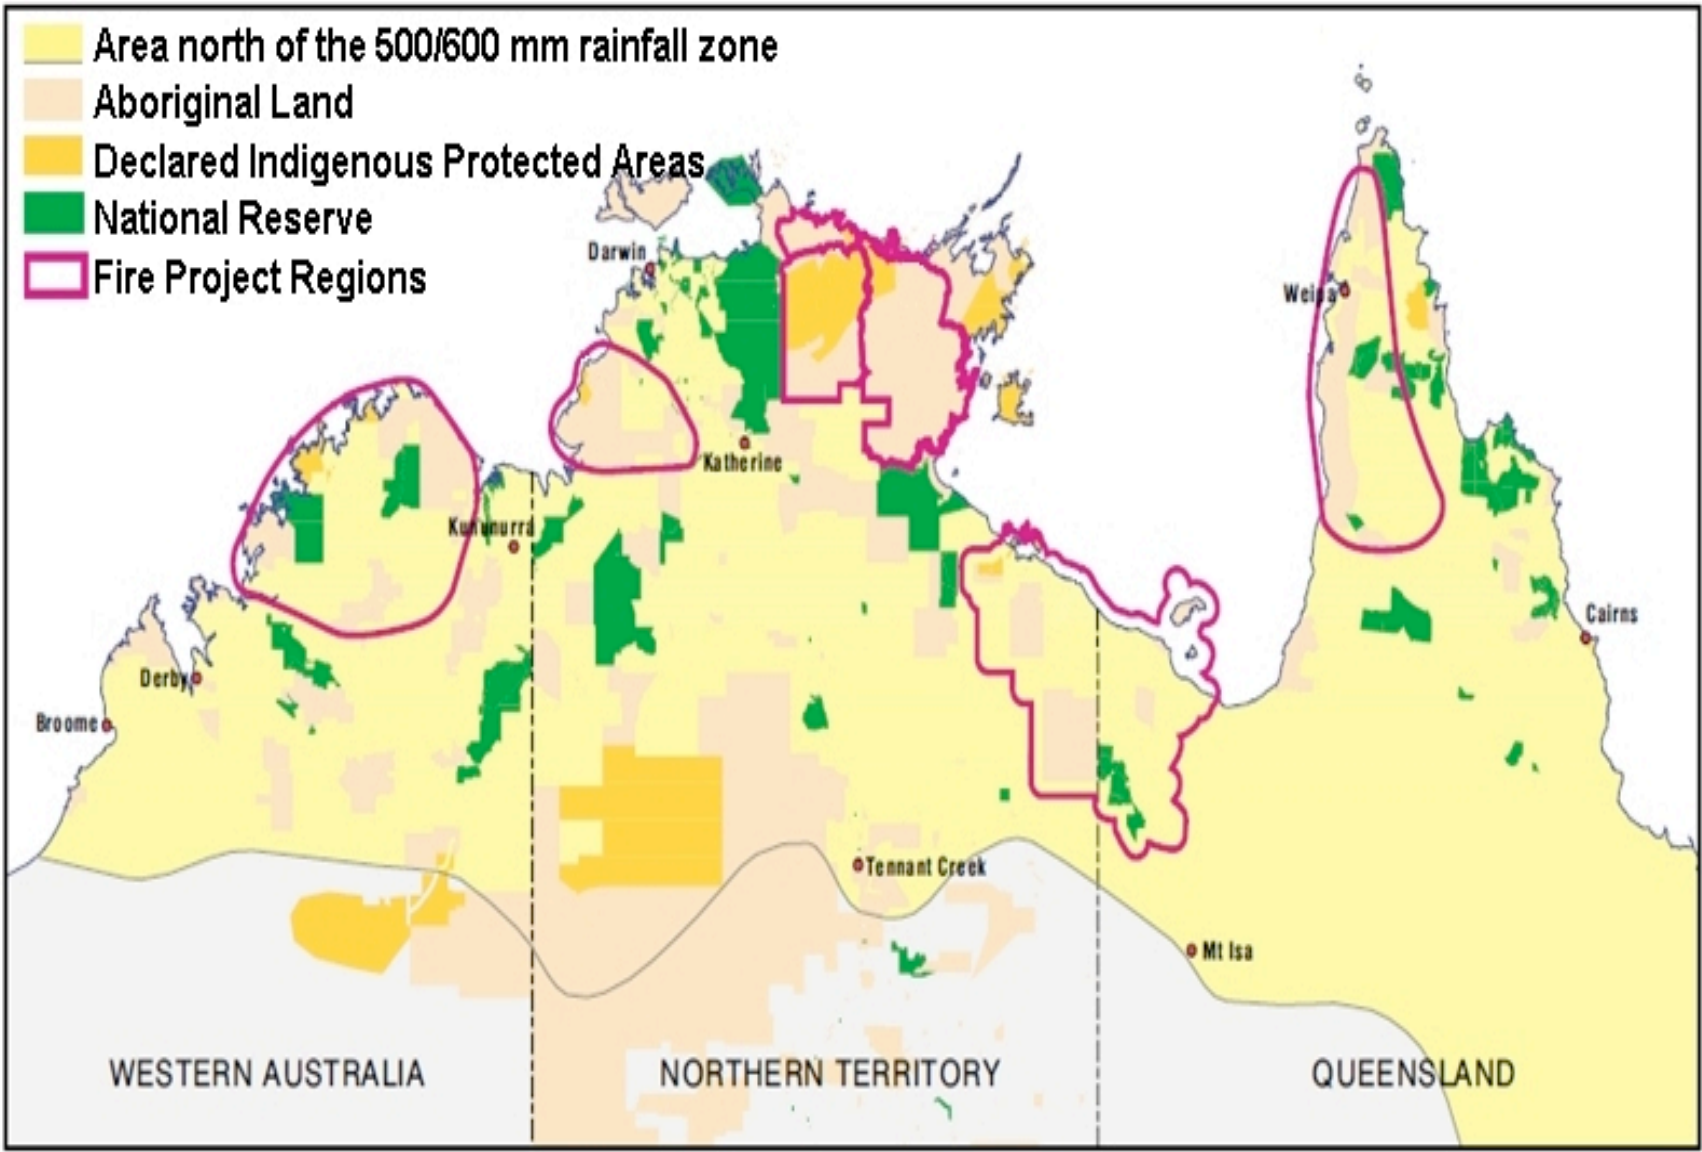 Area north of the 500/600 mm rainfall zone
Aboriginal Land
Declared Indigenous Protected Areas
National Reserve
Fire Project Regions
Darwin
Weipa
Katherine
Kununurra
Cairns
Derby
Broome
Tennant Creek
Mt Isa
WESTERN AUSTRALIA
NORTHERN TERRITORY
QUEENSLAND